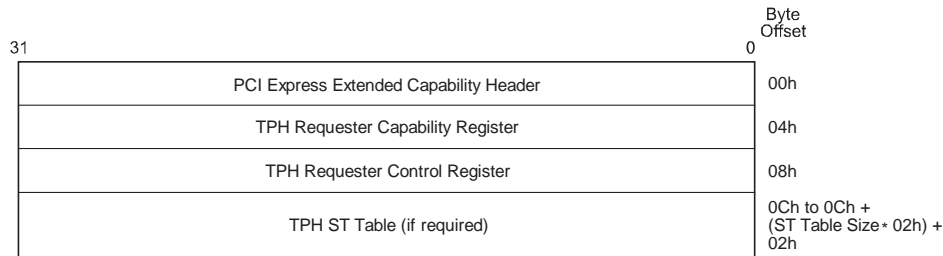 Byte
Offset
31
0
PCI Express Extended Capability Header
00h
TPH Requester Capability Register
04h
TPH Requester Control Register
08h
TPH ST Table (if required)
0Ch to 0Ch +
(ST Table Size* 02h) +
02h